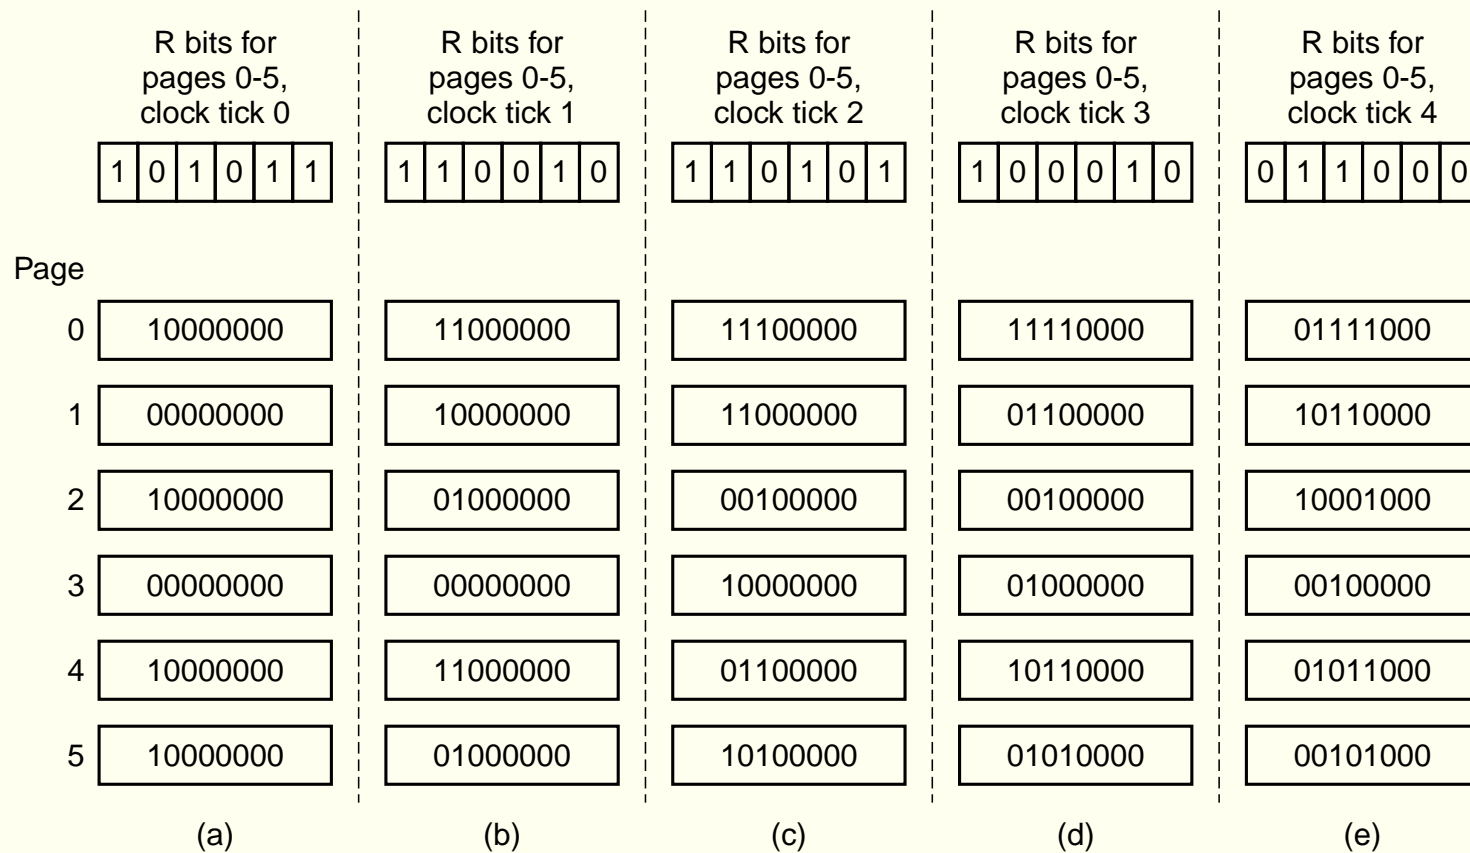 R bits for pages 0-5, clock tick 0
R bits for pages 0-5, clock tick 1
R bits for pages 0-5, clock tick 2
R bits for pages 0-5, clock tick 3
R bits for pages 0-5, clock tick 4
1 0 1 0 1 1 1 1 0 0 1 0 1 1 0 1 0 1 1 0 0 0 1 0 0 1 1 0 0 0
Page
0 10000000 11000000 11100000 11110000 01111000
1 00000000 10000000 11000000 01100000 10110000
2 10000000 01000000 00100000 00100000 10001000
3 00000000 00000000 10000000 01000000 00100000
4 10000000 11000000 01100000 10110000 01011000
5 10000000 01000000 10100000 01010000 00101000
(a) (b) (c) (d) (e)